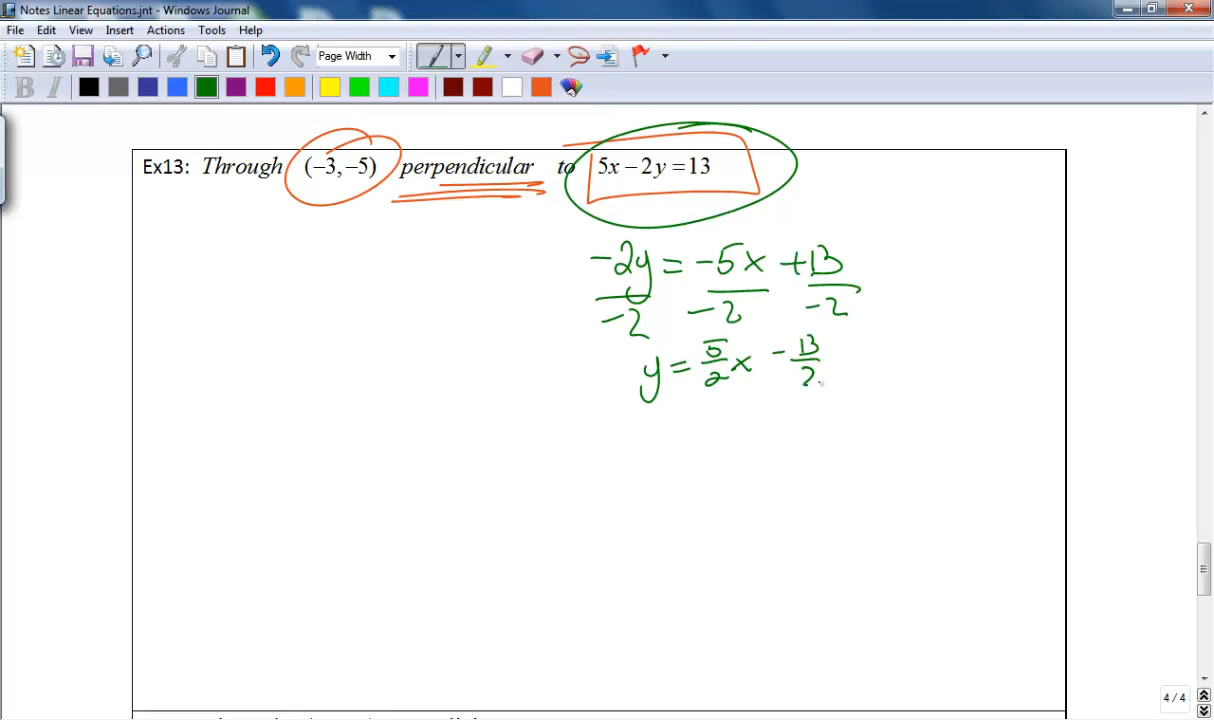 Notes Linear Equations.jnt - Windows Journal
File Edit View Insert Actions Tools Help
Page Width
B I
Ex13: Through (−3,−5) perpendicular to 5x − 2y = 13
-2y = -5x +13
-2 -2 -2
y = 5/2 x - 13/2
4 / 4